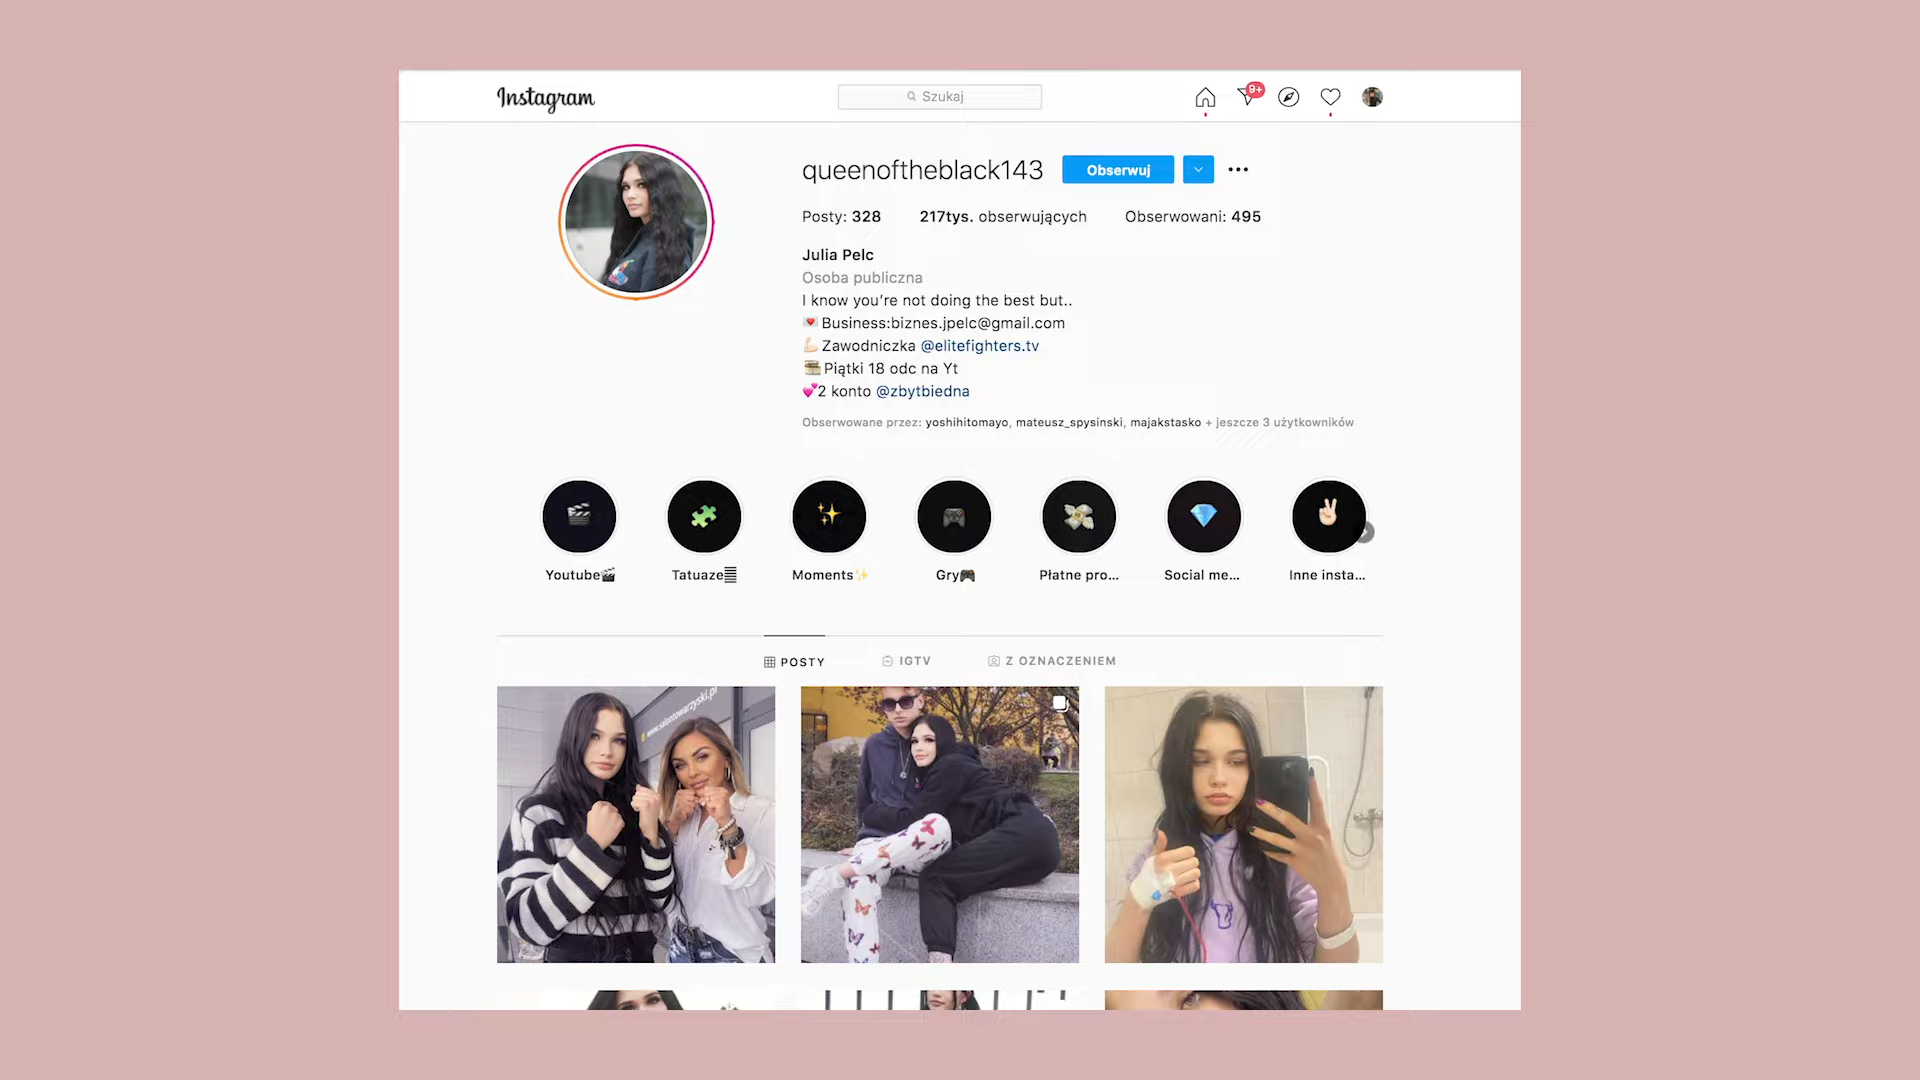 Instagram
Szukaj
9+
queenoftheblack143 Obserwuj
Posty: 328 217tys. obserwujących Obserwowani: 495
Julia Pelc
Osoba publiczna
I know you’re not doing the best but..
💌Business:biznes.jpelc@gmail.com
💪🏻Zawodniczka @elitefighters.tv
Piątki 18 odc na Yt
💕2 konto @zbytbiedna
Obserwowane przez: yoshihitomayo, mateusz_spysinski, majakstasko + jeszcze 3 użytkowników
Youtube🎬 Tatuaze Moments✨ Gry🎮 Płatne pro... Social me... Inne insta...
POSTY IGTV Z OZNACZENIEM
www.salontowarzyski.pl